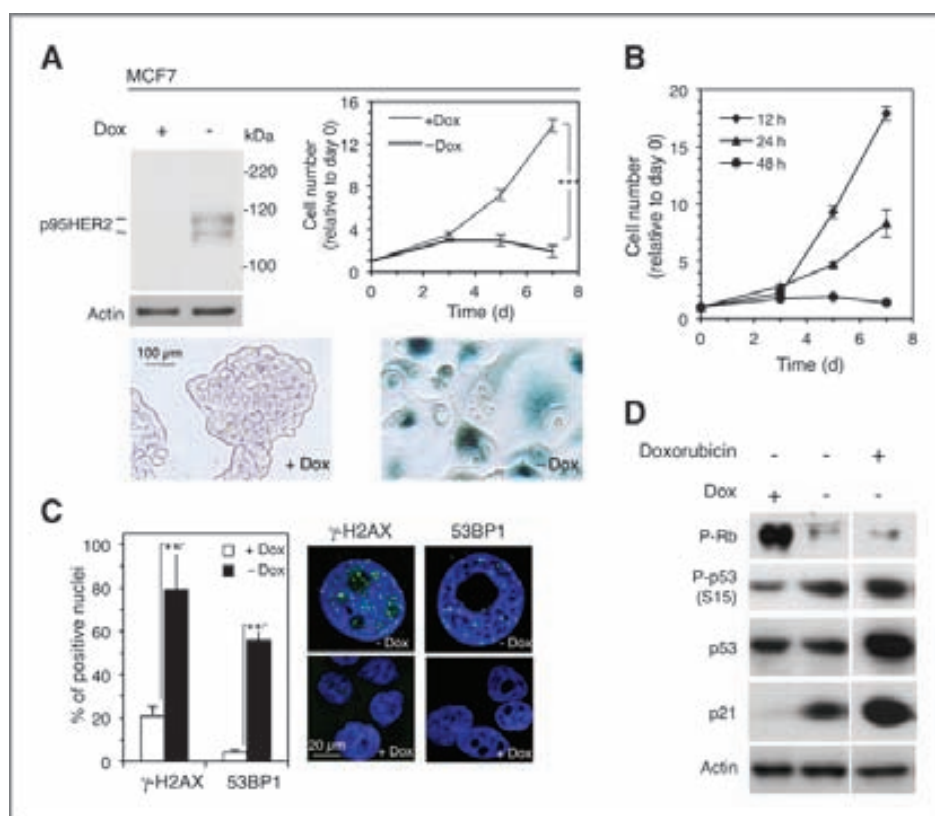 A
MCF7
Dox + - kDa
-220
p95HER2
-120
-100
Actin
Cell number
(relative to day 0)
16
12
8
4
0
+Dox
–Dox
***
0 2 4 6 8
Time (d)
100 μm
+ Dox
– Dox
B
Cell number
(relative to day 0)
20
15
10
5
0
12 h
24 h
48 h
0 2 4 6 8
Time (d)
C
% of positive nuclei
100
80
60
40
20
0
+ Dox
– Dox
**
**
γ-H2AX 53BP1
γ-H2AX 53BP1
- Dox - Dox
20 μm
+ Dox + Dox
D
Doxorubicin - - +
Dox + - -
P-Rb
P-p53
(S15)
p53
p21
Actin